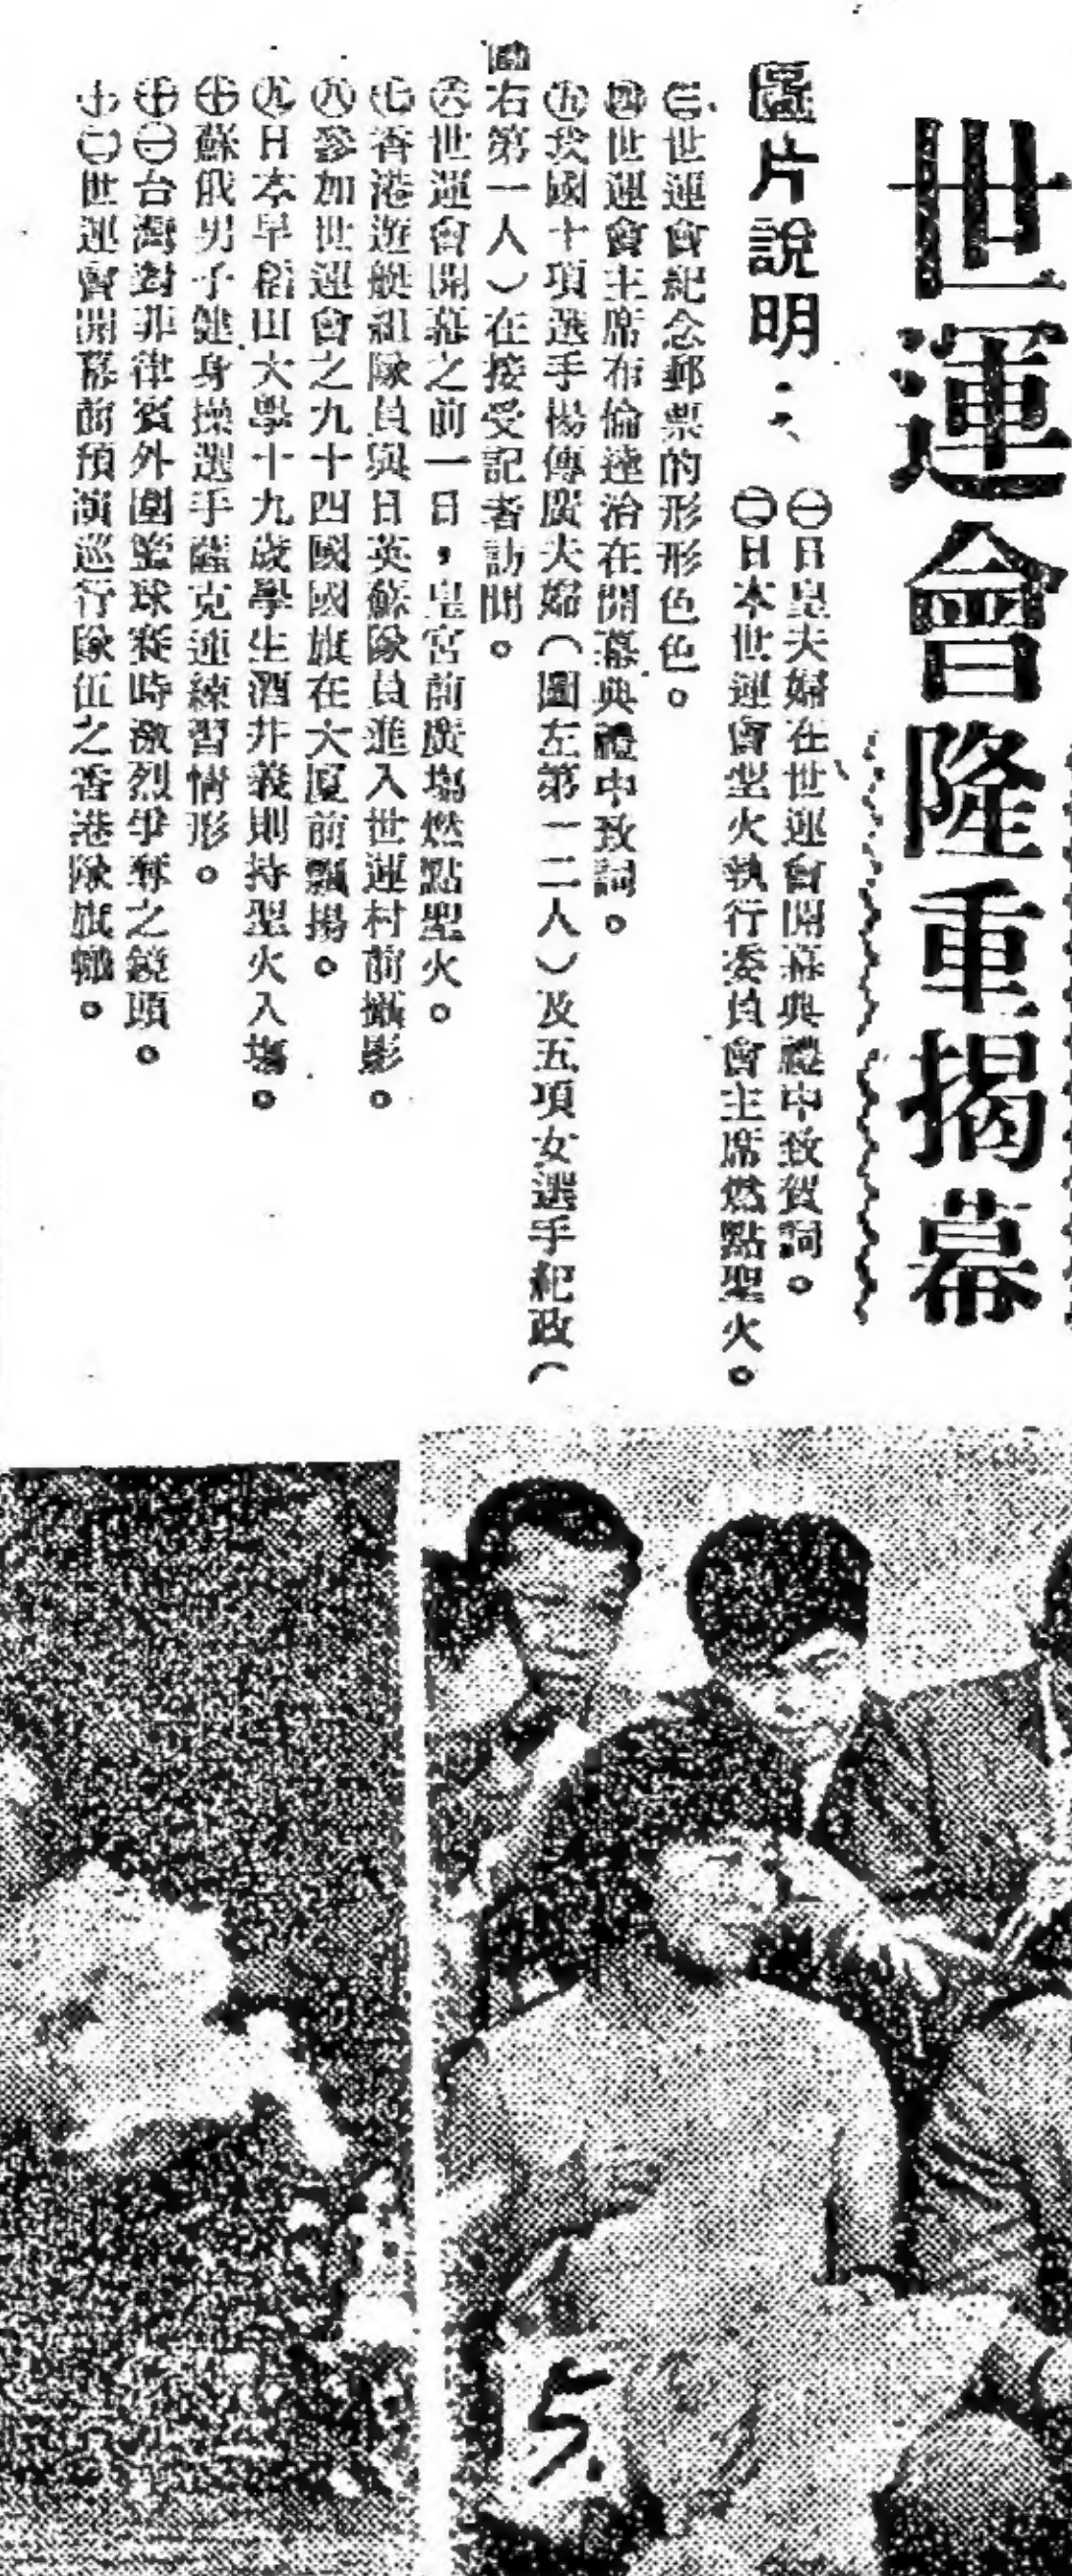 世運會隆重揭幕
圖片說明：
㊀日皇夫婦在世運會開幕典禮中致賀詞。
㊁日本世運會聖火執行委員會主席燃點聖火。
㊂世運會紀念郵票的形形色色。
㊃世運會主席布倫達治在開幕典禮中致詞。
㊄我國十項選手楊傳廣夫婦（圖左第一二人）及五項女選手紀政（
圖右第一人）在接受記者訪問。
㊅世運會開幕之前一日，皇宮前廣塲燃點聖火。
㊆香港遊艇組隊員與日英蘇隊員進入世運村前攝影。
㊇參加世運會之九十四國國旗在大廈前飄揚。
㊈日本早稻田大學十九歲學生酒井義則持聖火入塲。
㊉蘇俄男子健身操選手薩克連練習情形。
㊉㊀台灣對菲律賓外圍籃球賽時激烈爭奪之鏡頭。
㊉㊁世運會開幕前預演巡行隊伍之香港隊旗幟。
5